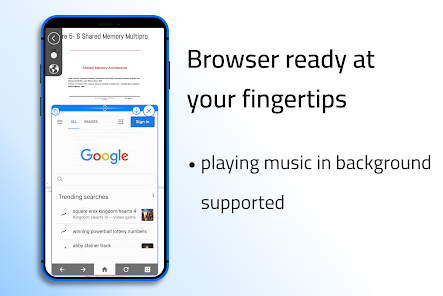 re 5- 6 Shared Memory Multipro
Shared Memory Architecture
ALL IMAGES Sign in
Google
Trending searches
square enix kingdom hearts 4
Kingdom Hearts III — Video game
winning powerball lottery numbers
abby steiner track
Browser ready at
your fingertips
• playing music in background
supported